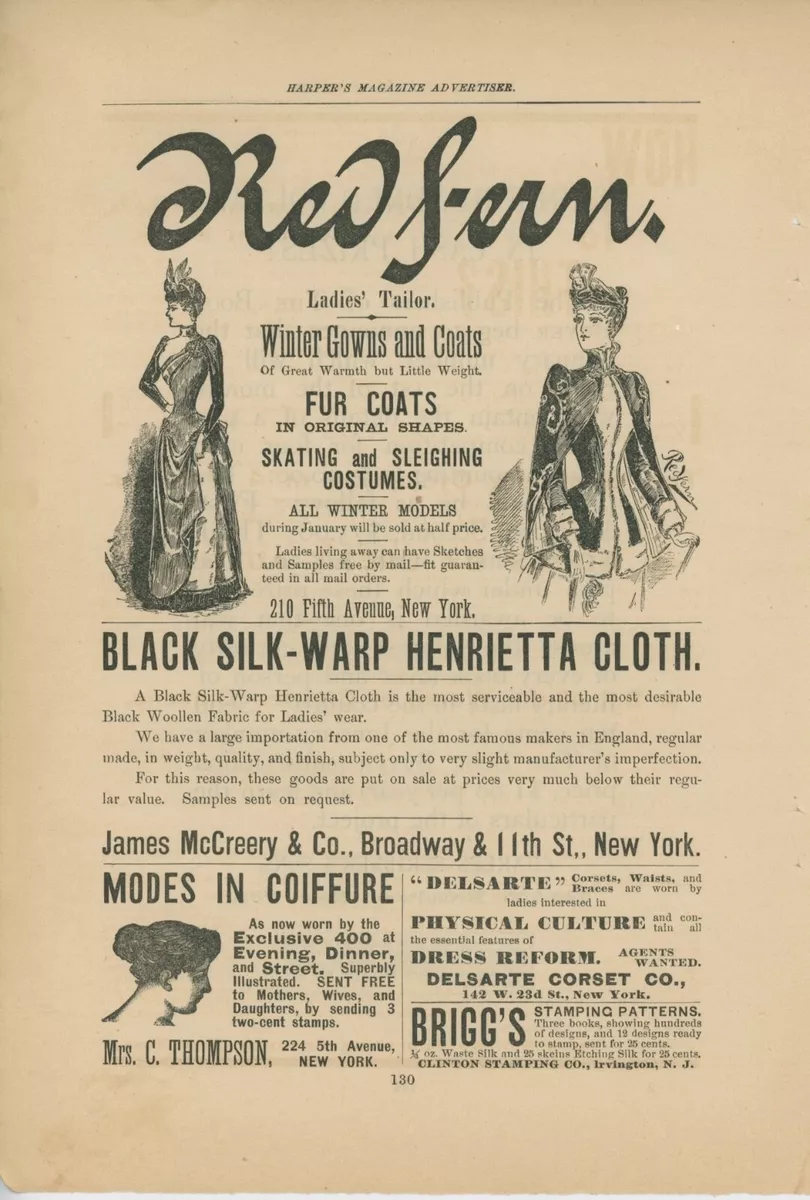 HARPER'S MAGAZINE ADVERTISER.
Redfern.
Ladies' Tailor.
Winter Gowns and Coats
Of Great Warmth but Little Weight.
FUR COATS
IN ORIGINAL SHAPES.
SKATING and SLEIGHING
COSTUMES.
ALL WINTER MODELS
during January will be sold at half price.
Ladies living away can have Sketches
and Samples free by mail—fit guaran-
teed in all mail orders.
210 Fifth Avenue, New York.
Redfern
BLACK SILK-WARP HENRIETTA CLOTH.
A Black Silk-Warp Henrietta Cloth is the most serviceable and the most desirable
Black Woollen Fabric for Ladies' wear.
We have a large importation from one of the most famous makers in England, regular
made, in weight, quality, and finish, subject only to very slight manufacturer's imperfection.
For this reason, these goods are put on sale at prices very much below their regu-
lar value. Samples sent on request.
James McCreery & Co., Broadway & 11th St,, New York.
MODES IN COIFFURE
As now worn by the
Exclusive 400 at
Evening, Dinner,
and Street. Superbly
Illustrated. SENT FREE
to Mothers, Wives, and
Daughters, by sending 3
two-cent stamps.
Mrs. C. THOMPSON, 224 5th Avenue,
NEW YORK.
"DELSARTE" Corsets, Waists, and
Braces are worn by
ladies interested in
PHYSICAL CULTURE and con-
tain all
the essential features of
DRESS REFORM. AGENTS
WANTED.
DELSARTE CORSET CO.,
142 W. 23d St., New York.
BRIGG'S STAMPING PATTERNS.
Three books, showing hundreds
of designs, and 12 designs ready
to stamp, sent for 25 cents.
oz. Waste Silk and 25 skeins Etching Silk for 25 cents.
CLINTON STAMPING CO., Irvington, N. J.
130